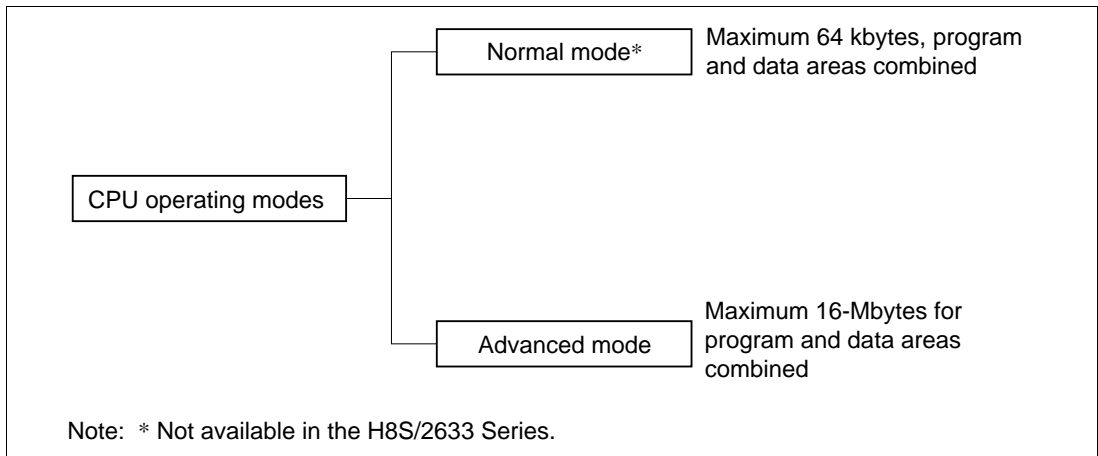 Normal mode*
Maximum 64 kbytes, program
and data areas combined
CPU operating modes
Advanced mode
Maximum 16-Mbytes for
program and data areas
combined
Note: * Not available in the H8S/2633 Series.